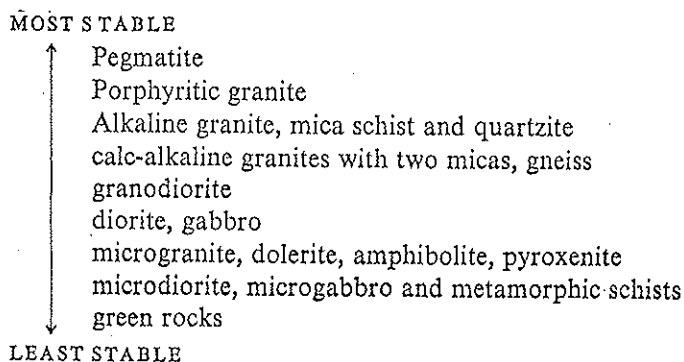 MOST STABLE
Pegmatite
Porphyritic granite
Alkaline granite, mica schist and quartzite
calc-alkaline granites with two micas, gneiss
granodiorite
diorite, gabbro
microgranite, dolerite, amphibolite, pyroxenite
microdiorite, microgabbro and metamorphic schists
green rocks
LEAST STABLE